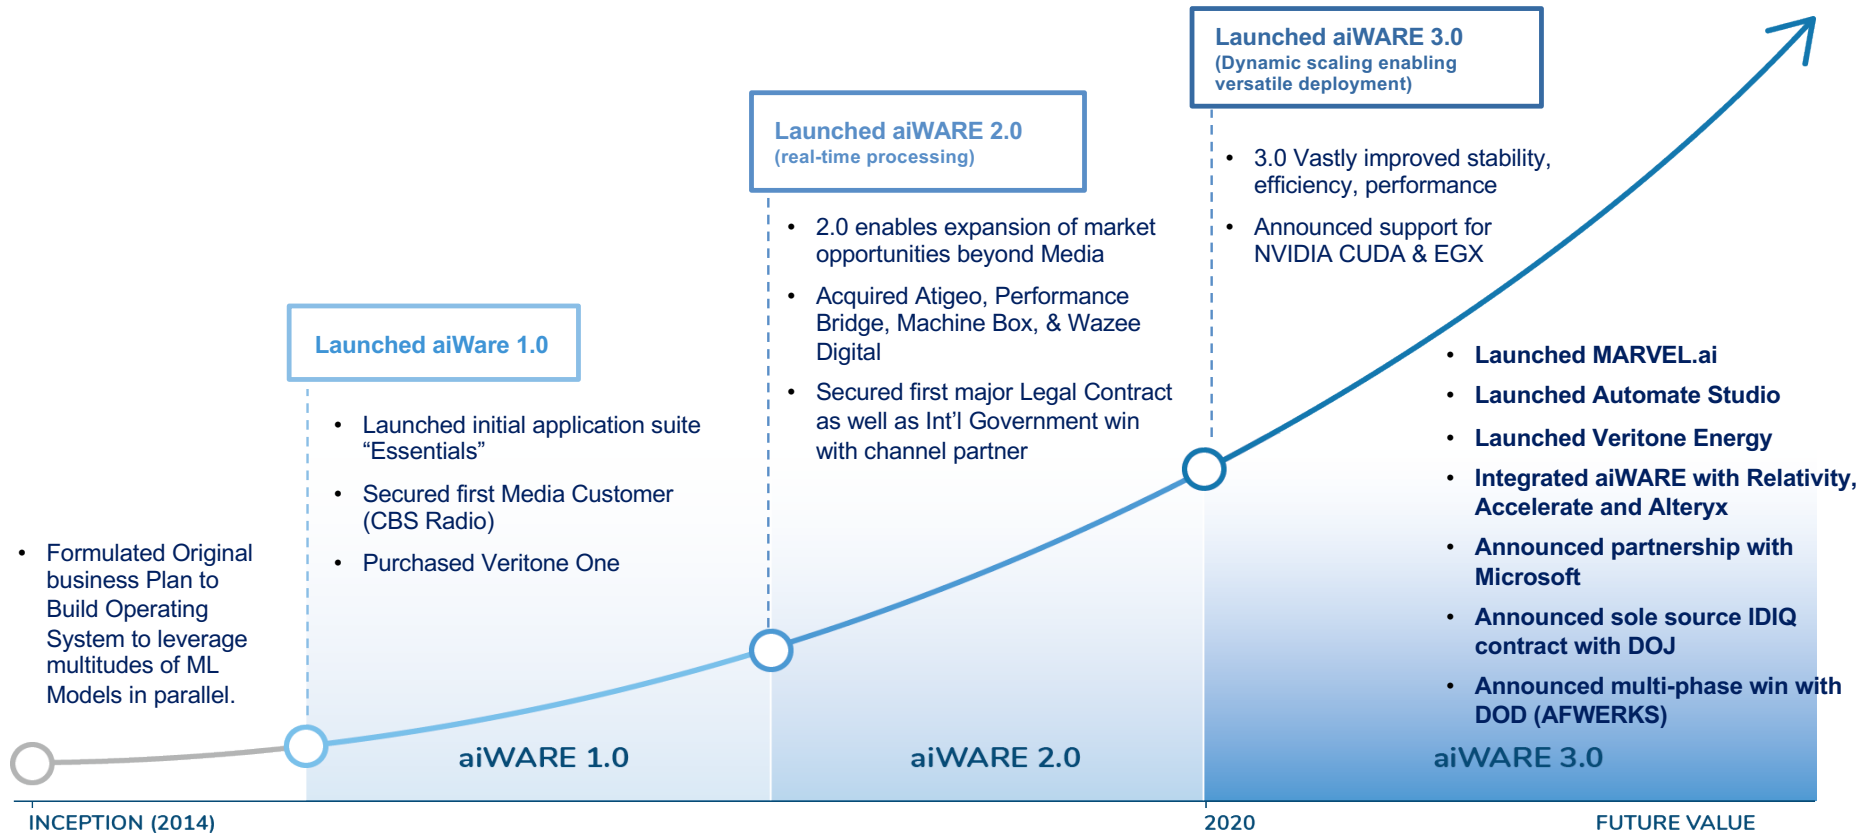 • Formulated Original
business Plan to
Build Operating
System to leverage
multitudes of ML
Models in parallel.
Launched aiWare 1.0
• Launched initial application suite
“Essentials”
• Secured first Media Customer
(CBS Radio)
• Purchased Veritone One
Launched aiWARE 2.0
(real-time processing)
• 2.0 enables expansion of market
opportunities beyond Media
• Acquired Atigeo, Performance
Bridge, Machine Box, & Wazee
Digital
• Secured first major Legal Contract
as well as Int’l Government win
with channel partner
Launched aiWARE 3.0
(Dynamic scaling enabling
versatile deployment)
• 3.0 Vastly improved stability,
efficiency, performance
• Announced support for
NVIDIA CUDA & EGX
• Launched MARVEL.ai
• Launched Automate Studio
• Launched Veritone Energy
• Integrated aiWARE with Relativity,
Accelerate and Alteryx
• Announced partnership with
Microsoft
• Announced sole source IDIQ
contract with DOJ
• Announced multi-phase win with
DOD (AFWERKS)
aiWARE 1.0
aiWARE 2.0
aiWARE 3.0
INCEPTION (2014)
2020
FUTURE VALUE